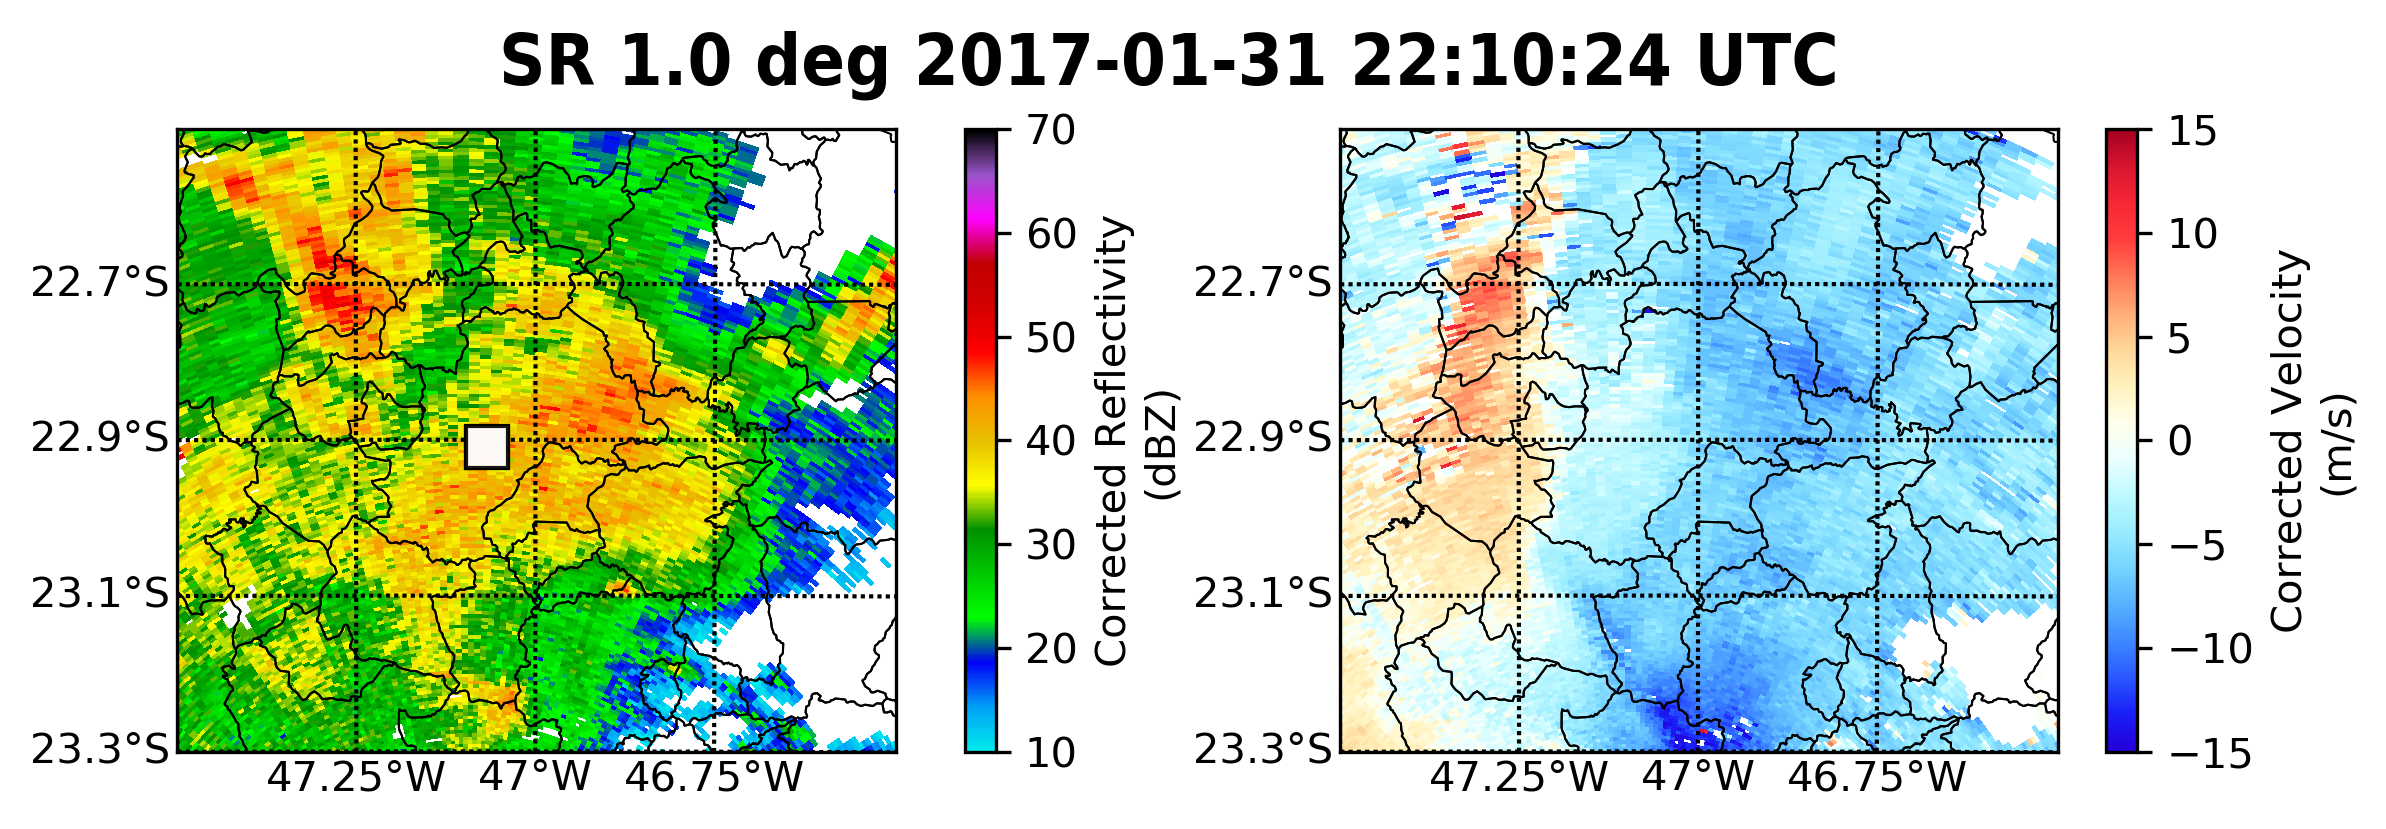 SR 1.0 deg 2017-01-31 22:10:24 UTC
22.7°S
22.9°S
23.1°S
23.3°S
47.25°W
47°W
46.75°W
70
60
50
40
30
20
10
Corrected Reflectivity
(dBZ)
22.7°S
22.9°S
23.1°S
23.3°S
47.25°W
47°W
46.75°W
15
10
5
0
−5
−10
−15
Corrected Velocity
(m/s)